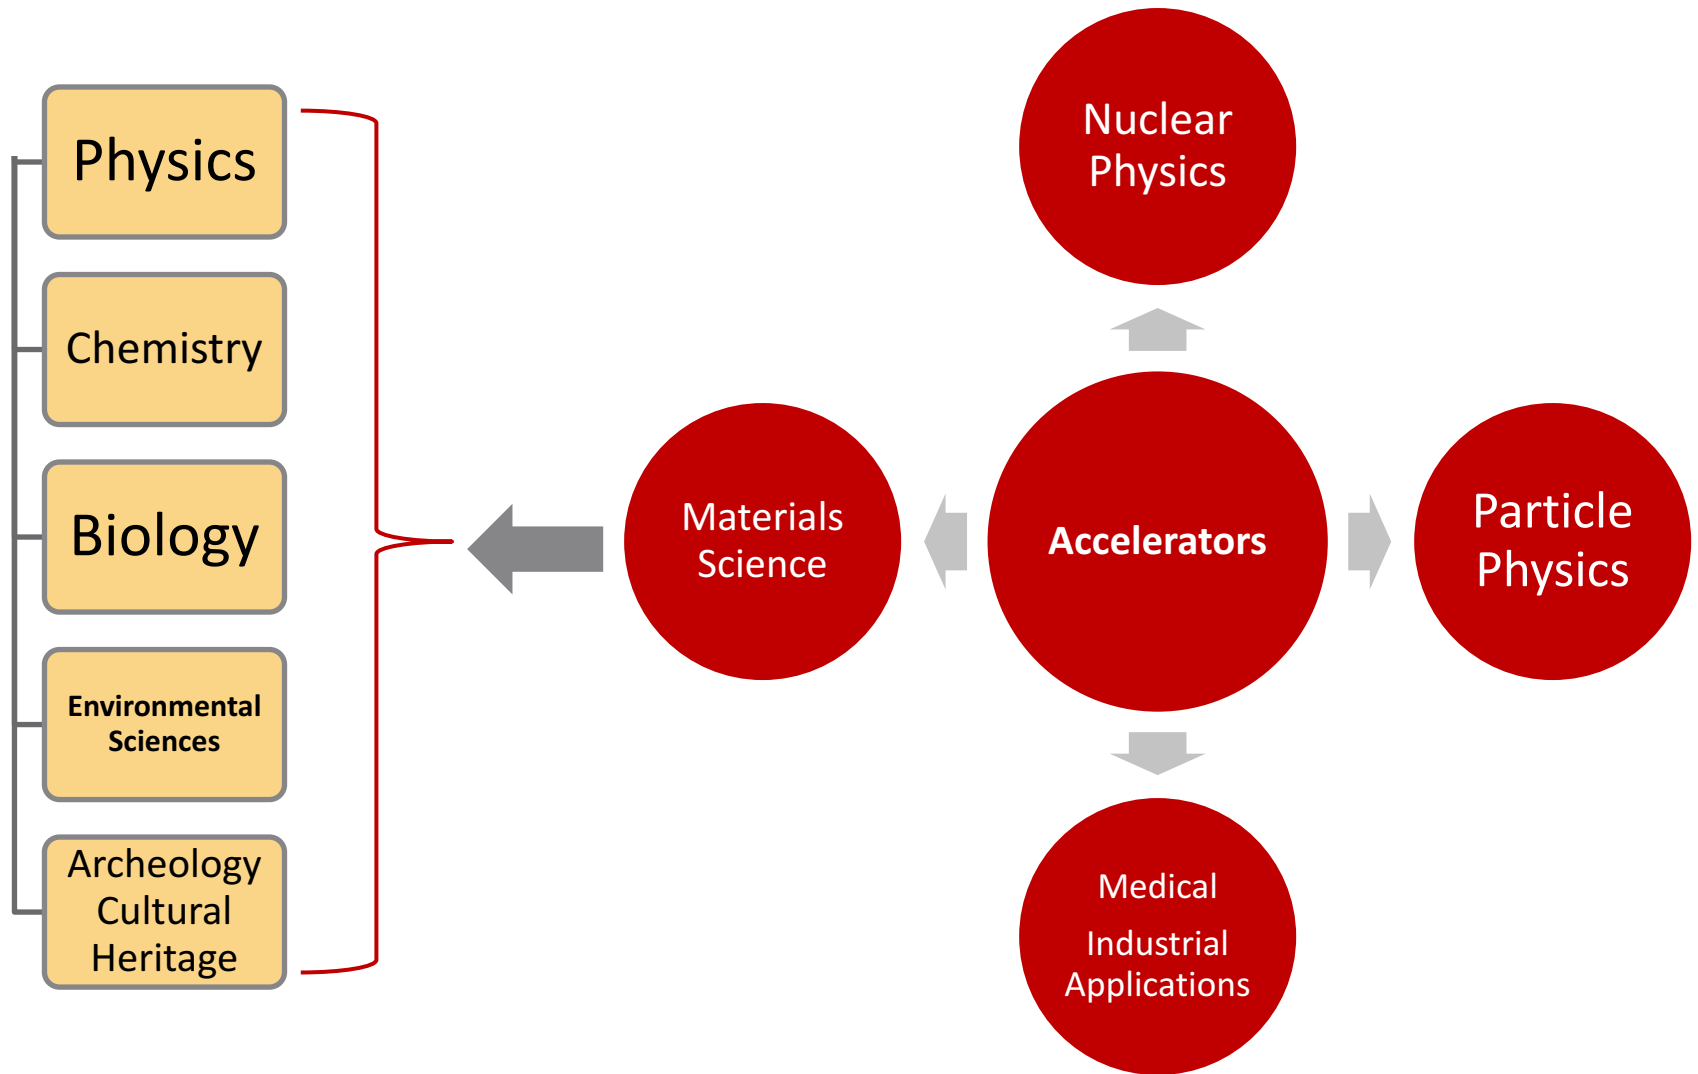 Physics
Chemistry
Biology
Environmental
Sciences
Archeology
Cultural
Heritage
Materials
Science
Nuclear
Physics
Accelerators
Particle
Physics
Medical
Industrial
Applications